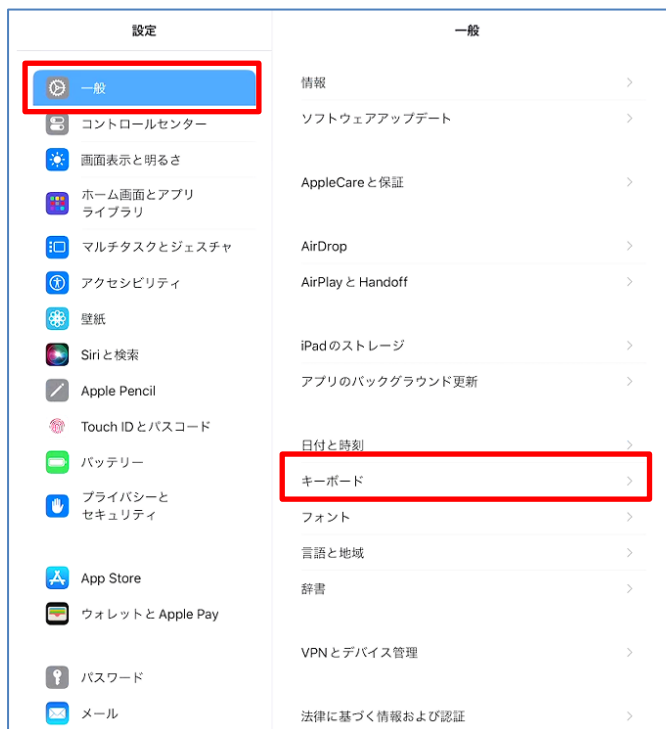 設定
一般
コントロールセンター
画面表示と明るさ
ホーム画面とアプリ
ライブラリ
マルチタスクとジェスチャ
アクセシビリティ
壁紙
Siriと検索
Apple Pencil
Touch IDとパスコード
バッテリー
プライバシーと
セキュリティ
App Store
ウォレットとApple Pay
パスワード
メール
一般
情報
ソフトウェアアップデート
AppleCareと保証
AirDrop
AirPlayとHandoff
iPadのストレージ
アプリのバックグラウンド更新
日付と時刻
キーボード
フォント
言語と地域
辞書
VPNとデバイス管理
法律に基づく情報および認証